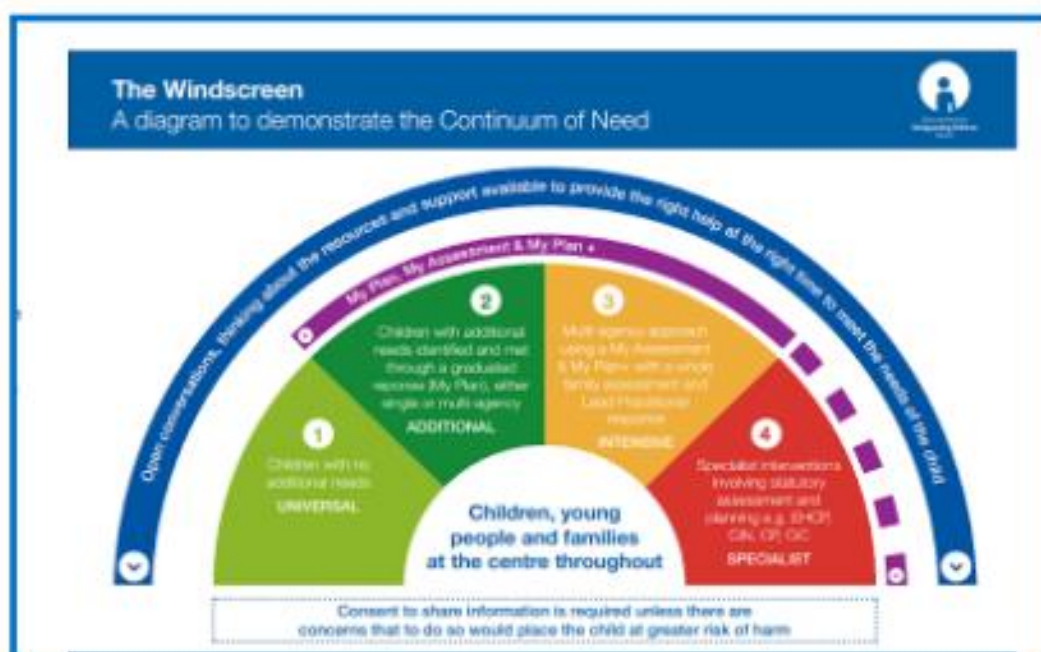 The Windscreen
A diagram to demonstrate the Continuum of Need
Open conversations, thinking about the resources and support available to provide the right help at the right time to meet the needs of the child
My Plan, My Assessment & My Plan +
1
Children with no
additional needs
UNIVERSAL
2
Children with additional
needs identified and met
through a graduated
reponse (My Plan), either
single or multi-agency
ADDITIONAL
3
Multi-agency approach
using a My Assessment
& My Plan+ with a whole
family assessment and
Lead Practitioner
response
INTENSIVE
4
Specialist interventions
involving statutory
assessment and
planning e.g. EHCP,
CiN, CP, CiC
SPECIALIST
Children, young
people and families
at the centre throughout
Consent to share information is required unless there are
concerns that to do so would place the child at greater risk of harm